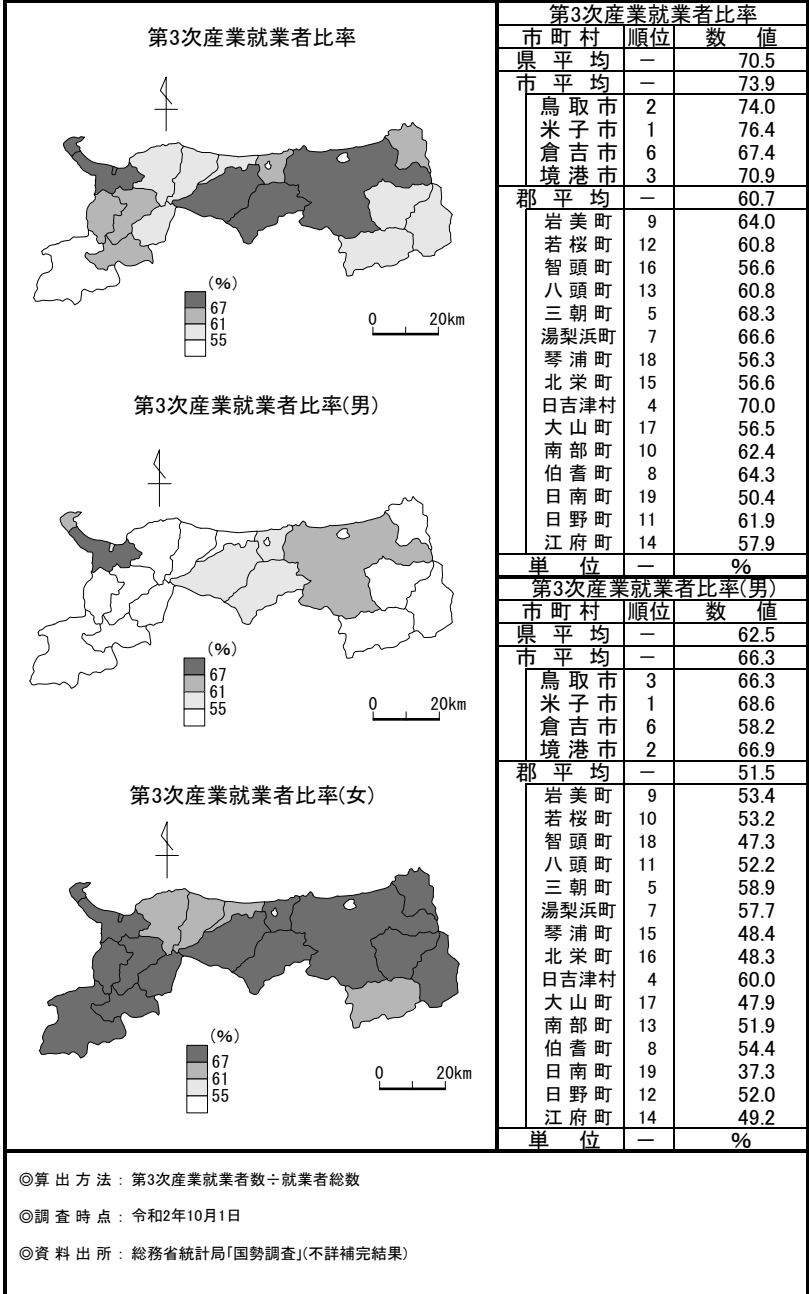 第3次産業就業者比率
(%)
67
61
55
0 20km
第3次産業就業者比率(男)
(%)
67
61
55
0 20km
第3次産業就業者比率(女)
(%)
67
61
55
0 20km
第3次産業就業者比率
市町村 順位 数値
県平均 － 70.5
市平均 － 73.9
鳥取市 2 74.0
米子市 1 76.4
倉吉市 6 67.4
境港市 3 70.9
郡平均 － 60.7
岩美町 9 64.0
若桜町 12 60.8
智頭町 16 56.6
八頭町 13 60.8
三朝町 5 68.3
湯梨浜町 7 66.6
琴浦町 18 56.3
北栄町 15 56.6
日吉津村 4 70.0
大山町 17 56.5
南部町 10 62.4
伯耆町 8 64.3
日南町 19 50.4
日野町 11 61.9
江府町 14 57.9
単位 － %
第3次産業就業者比率(男)
市町村 順位 数値
県平均 － 62.5
市平均 － 66.3
鳥取市 3 66.3
米子市 1 68.6
倉吉市 6 58.2
境港市 2 66.9
郡平均 － 51.5
岩美町 9 53.4
若桜町 10 53.2
智頭町 18 47.3
八頭町 11 52.2
三朝町 5 58.9
湯梨浜町 7 57.7
琴浦町 15 48.4
北栄町 16 48.3
日吉津村 4 60.0
大山町 17 47.9
南部町 13 51.9
伯耆町 8 54.4
日南町 19 37.3
日野町 12 52.0
江府町 14 49.2
単位 － %
◎算出方法：第3次産業就業者数÷就業者総数
◎調査時点：令和2年10月1日
◎資料出所：総務省統計局「国勢調査」(不詳補完結果)